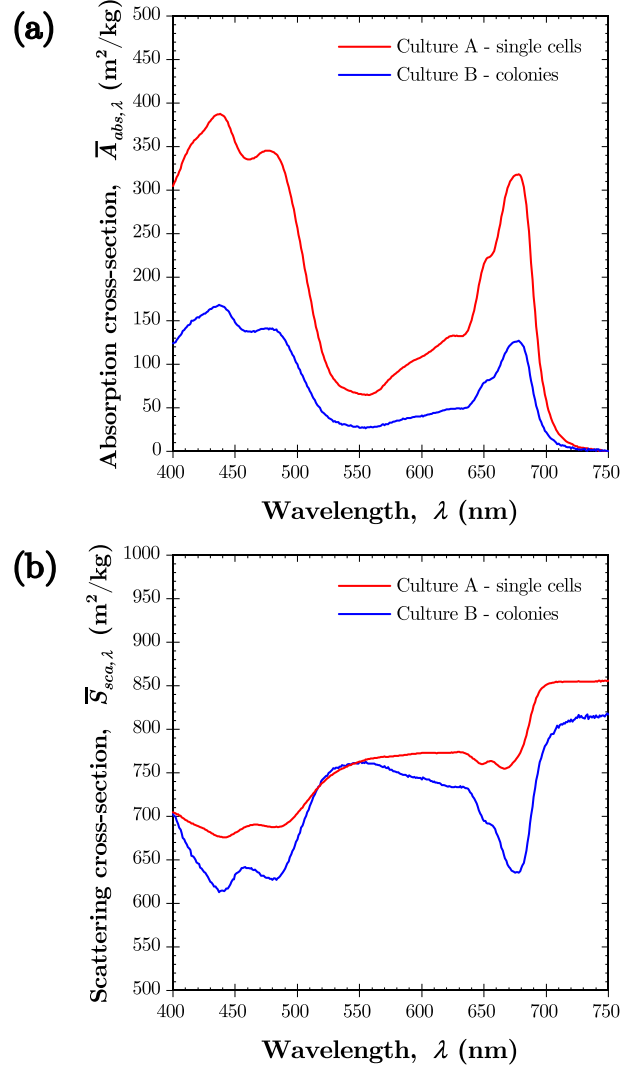 (a)
Absorption cross-section, A̅abs,λ (m²/kg)
500
450
400
350
300
250
200
150
100
50
0
Culture A - single cells
Culture B - colonies
400 450 500 550 600 650 700 750
Wavelength, λ (nm)
(b)
Scattering cross-section, S̅sca,λ (m²/kg)
1000
950
900
850
800
750
700
650
600
550
500
Culture A - single cells
Culture B - colonies
400 450 500 550 600 650 700 750
Wavelength, λ (nm)